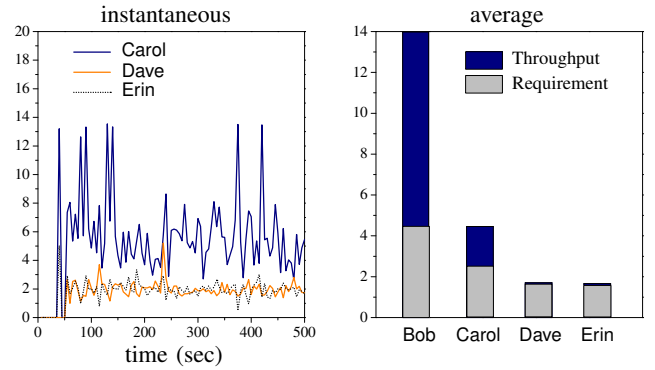 instantaneous
20
18
16
14
12
10
8
6
4
2
0
Carol
Dave
Erin
0 100 200 300 400 500
time (sec)
average
14
12
10
8
6
4
2
0
Throughput
Requirement
Bob Carol Dave Erin